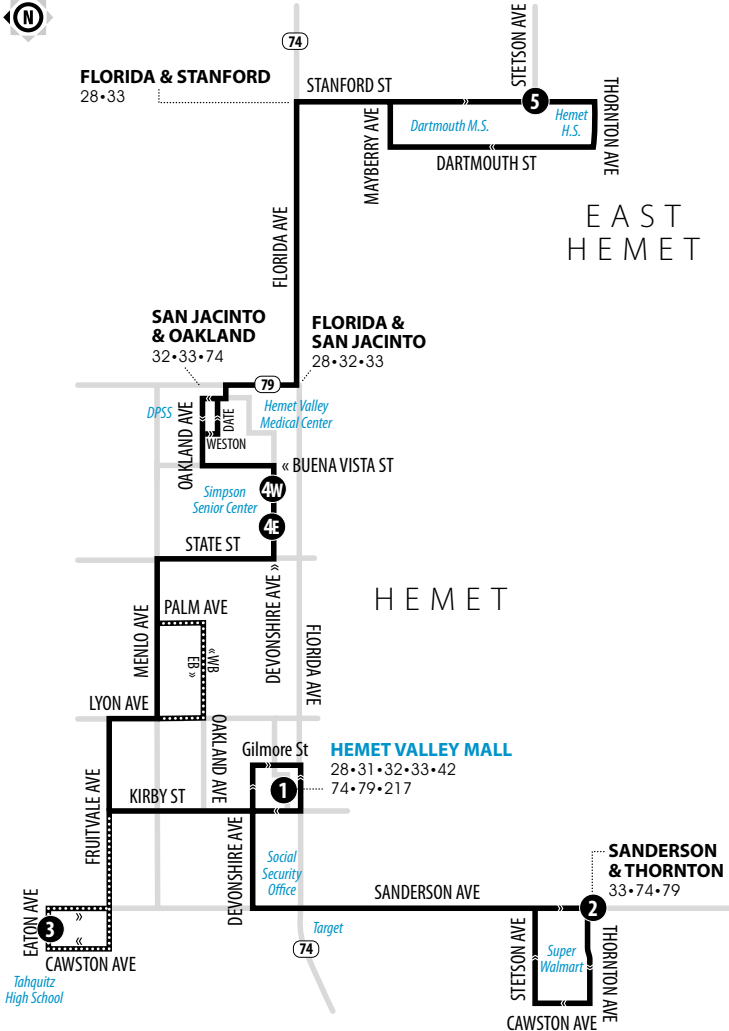 N
74
FLORIDA & STANFORD
28•33
STANFORD ST
STETSON AVE
5
THORNTON AVE
MAYBERRY AVE
Dartmouth M.S.
Hemet
H.S.
DARTMOUTH ST
EAST
HEMET
FLORIDA AVE
SAN JACINTO
& OAKLAND
32•33•74
FLORIDA &
SAN JACINTO
28•32•33
79
DPSS
OAKLAND AVE
DATE
WESTON
Hemet Valley
Medical Center
« BUENA VISTA ST
4W
Simpson
Senior Center
4E
STATE ST
DEVONSHIRE AVE «
HEMET
MENLO AVE
PALM AVE
« WB
EB »
FLORIDA AVE
LYON AVE
OAKLAND AVE
Gilmore St
HEMET VALLEY MALL
28•31•32•33•42
74•79•217
1
FRUITVALE AVE
KIRBY ST
DEVONSHIRE AVE
Social
Security
Office
SANDERSON
& THORNTON
33•74•79
SANDERSON AVE
2
EATON AVE
3
Target
74
STETSON AVE
Super
Walmart
THORNTON AVE
CAWSTON AVE
Tahquitz
High School
CAWSTON AVE